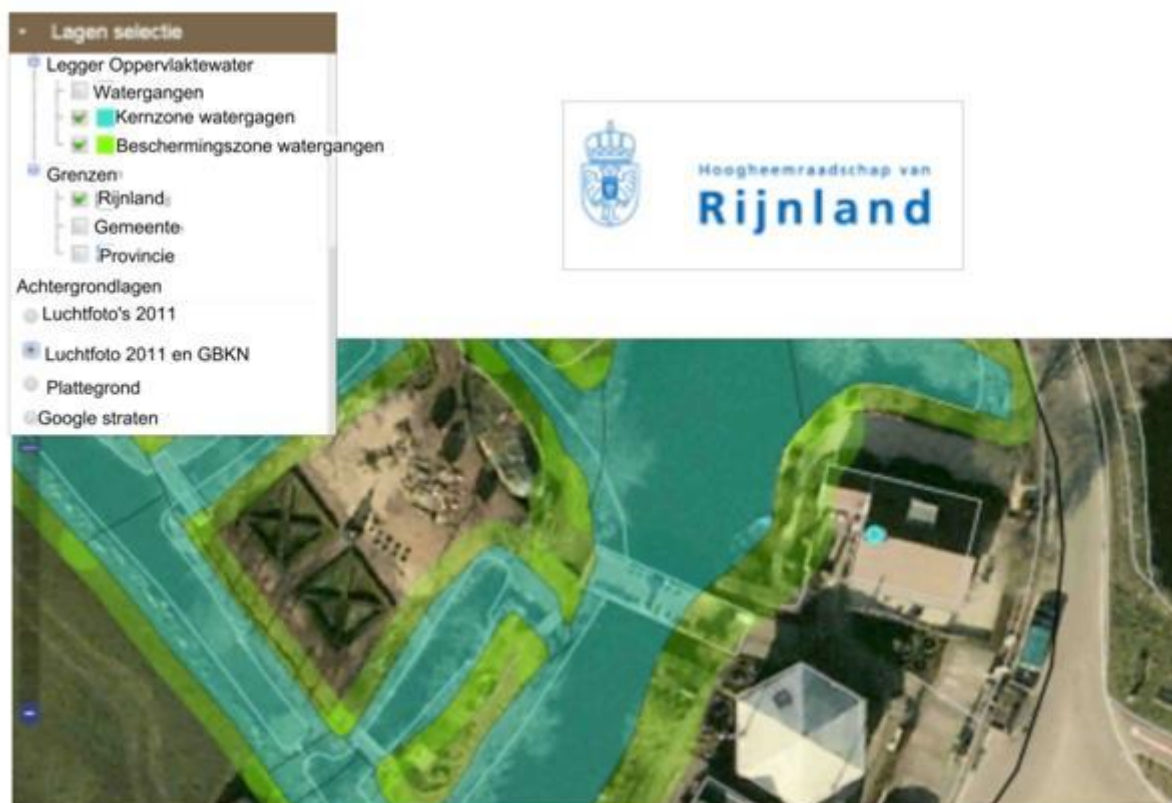 Lagen selectie
Legger Oppervlaktewater
Watergangen
Kernzone watergagen
Beschermingszone watergangen
Grenzen
Rijnland
Gemeente
Provincie
Achtergrondlagen
Luchtfoto's 2011
Luchtfoto 2011 en GBKN
Plattegrond
Google straten
Hoogheemraadschap van
Rijnland